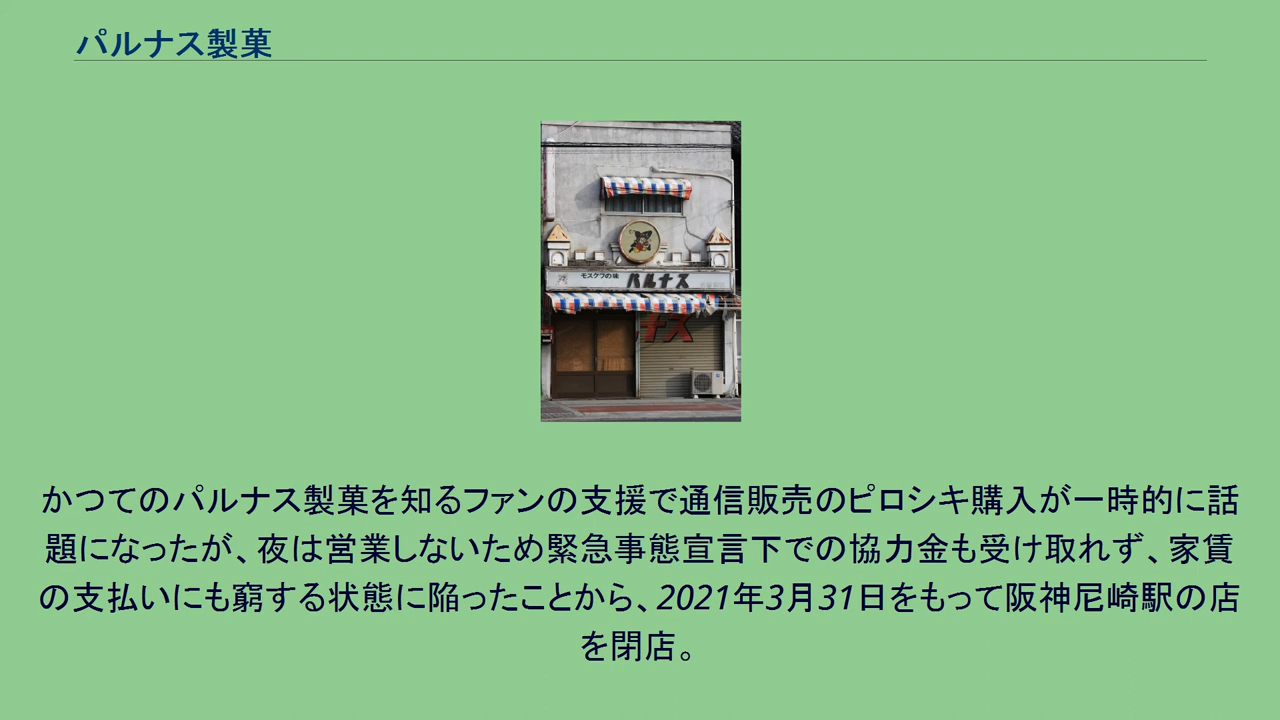 パルナス製菓
モスクワの味 パルナス
ナス
かつてのパルナス製菓を知るファンの支援で通信販売のピロシキ購入が一時的に話
題になったが、夜は営業しないため緊急事態宣言下での協力金も受け取れず、家賃
の支払いにも窮する状態に陥ったことから、2021年3月31日をもって阪神尼崎駅の店
を閉店。